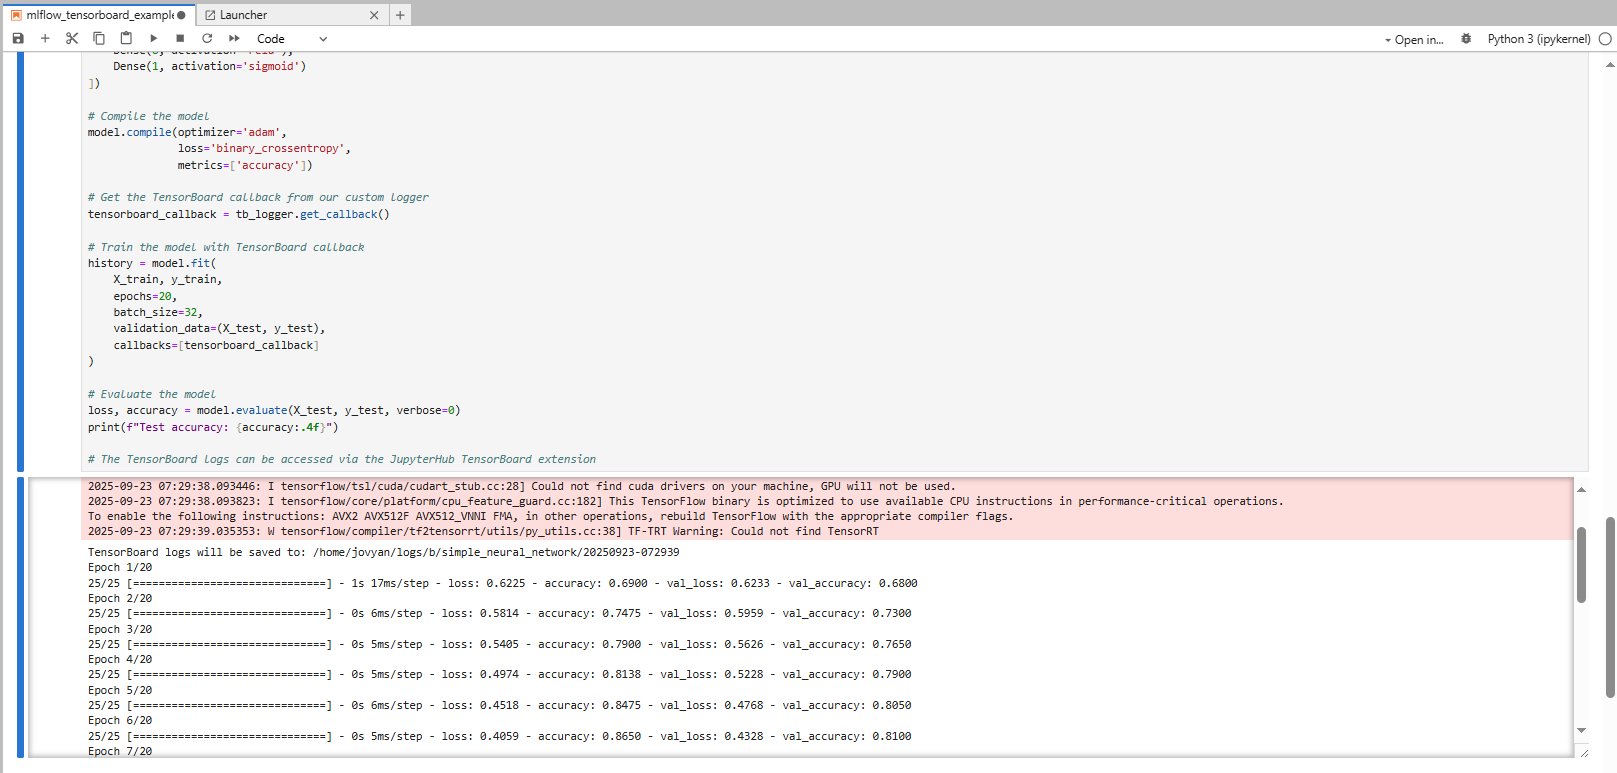 mlflow_tensorboard_example
Launcher
Code
Open in...
Python 3 (ipykernel)
Dense(1, activation='sigmoid')
])
# Compile the model
model.compile(optimizer='adam',
loss='binary_crossentropy',
metrics=['accuracy'])
# Get the TensorBoard callback from our custom logger
tensorboard_callback = tb_logger.get_callback()
# Train the model with TensorBoard callback
history = model.fit(
X_train, y_train,
epochs=20,
batch_size=32,
validation_data=(X_test, y_test),
callbacks=[tensorboard_callback]
)
# Evaluate the model
loss, accuracy = model.evaluate(X_test, y_test, verbose=0)
print(f"Test accuracy: {accuracy:.4f}")
# The TensorBoard logs can be accessed via the JupyterHub TensorBoard extension
2025-09-23 07:29:38.093446: I tensorflow/tsl/cuda/cudart_stub.cc:28] Could not find cuda drivers on your machine, GPU will not be used.
2025-09-23 07:29:38.093823: I tensorflow/core/platform/cpu_feature_guard.cc:182] This TensorFlow binary is optimized to use available CPU instructions in performance-critical operations.
To enable the following instructions: AVX2 AVX512F AVX512_VNNI FMA, in other operations, rebuild TensorFlow with the appropriate compiler flags.
2025-09-23 07:29:39.035353: W tensorflow/compiler/tf2tensorrt/utils/py_utils.cc:38] TF-TRT Warning: Could not find TensorRT
TensorBoard logs will be saved to: /home/jovyan/logs/b/simple_neural_network/20250923-072939
Epoch 1/20
25/25 [==============================] - 1s 17ms/step - loss: 0.6225 - accuracy: 0.6900 - val_loss: 0.6233 - val_accuracy: 0.6800
Epoch 2/20
25/25 [==============================] - 0s 6ms/step - loss: 0.5814 - accuracy: 0.7475 - val_loss: 0.5959 - val_accuracy: 0.7300
Epoch 3/20
25/25 [==============================] - 0s 5ms/step - loss: 0.5405 - accuracy: 0.7900 - val_loss: 0.5626 - val_accuracy: 0.7650
Epoch 4/20
25/25 [==============================] - 0s 5ms/step - loss: 0.4974 - accuracy: 0.8138 - val_loss: 0.5228 - val_accuracy: 0.7900
Epoch 5/20
25/25 [==============================] - 0s 6ms/step - loss: 0.4518 - accuracy: 0.8475 - val_loss: 0.4768 - val_accuracy: 0.8050
Epoch 6/20
25/25 [==============================] - 0s 5ms/step - loss: 0.4059 - accuracy: 0.8650 - val_loss: 0.4328 - val_accuracy: 0.8100
Epoch 7/20